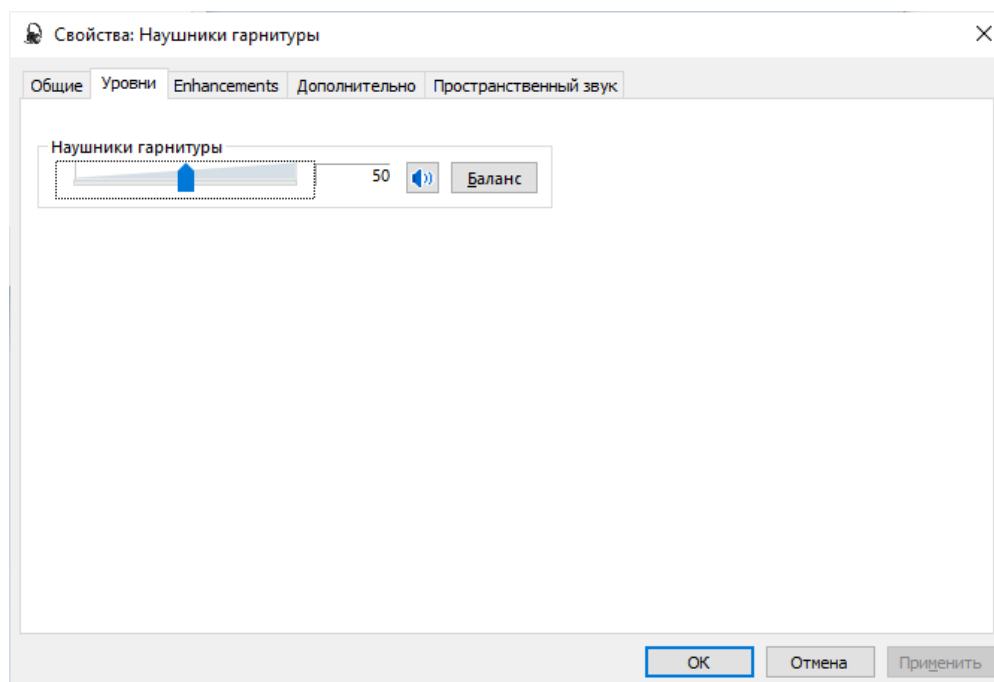 Свойства: Наушники гарнитуры
Общие Уровни Enhancements Дополнительно Пространственный звук
Наушники гарнитуры
50 Баланс
ОК Отмена Применить